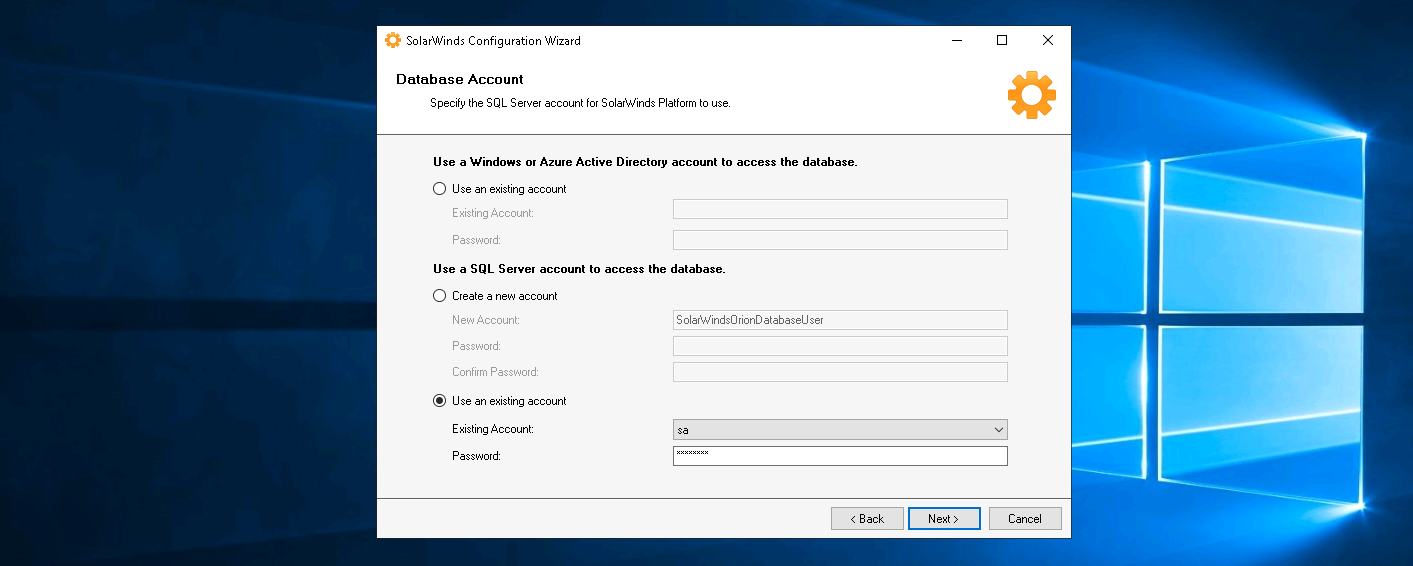 SolarWinds Configuration Wizard
Database Account
Specify the SQL Server account for SolarWinds Platform to use.
Use a Windows or Azure Active Directory account to access the database.
Use an existing account
Existing Account:
Password:
Use a SQL Server account to access the database.
Create a new account
New Account: SolarWindsOrionDatabaseUser
Password:
Confirm Password:
Use an existing account
Existing Account: sa
Password: ********
< Back Next > Cancel